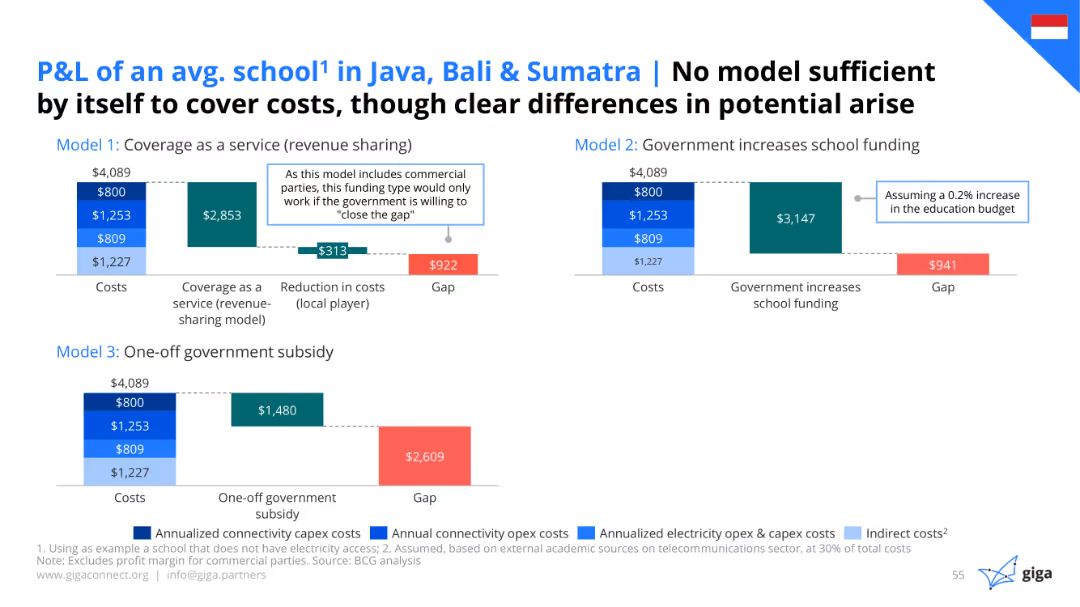 P&L of an avg. school¹ in Java, Bali & Sumatra | No model sufficient
by itself to cover costs, though clear differences in potential arise
Model 1: Coverage as a service (revenue sharing)
$4,089
$800
$1,253
$809
$1,227
$2,853
$313
$922
As this model includes commercial
parties, this funding type would only
work if the government is willing to
"close the gap"
Costs
Coverage as a
service (revenue-
sharing model)
Reduction in costs
(local player)
Gap
Model 2: Government increases school funding
$4,089
$800
$1,253
$809
$1,227
$3,147
$941
Assuming a 0.2% increase
in the education budget
Costs
Government increases
school funding
Gap
Model 3: One-off government subsidy
$4,089
$800
$1,253
$809
$1,227
$1,480
$2,609
Costs
One-off government
subsidy
Gap
Annualized connectivity capex costs
Annual connectivity opex costs
Annualized electricity opex & capex costs
Indirect costs²
1. Using as example a school that does not have electricity access; 2. Assumed, based on external academic sources on telecommunications sector, at 30% of total costs
Note: Excludes profit margin for commercial parties. Source: BCG analysis
www.gigaconnect.org | info@giga.partners
55
giga